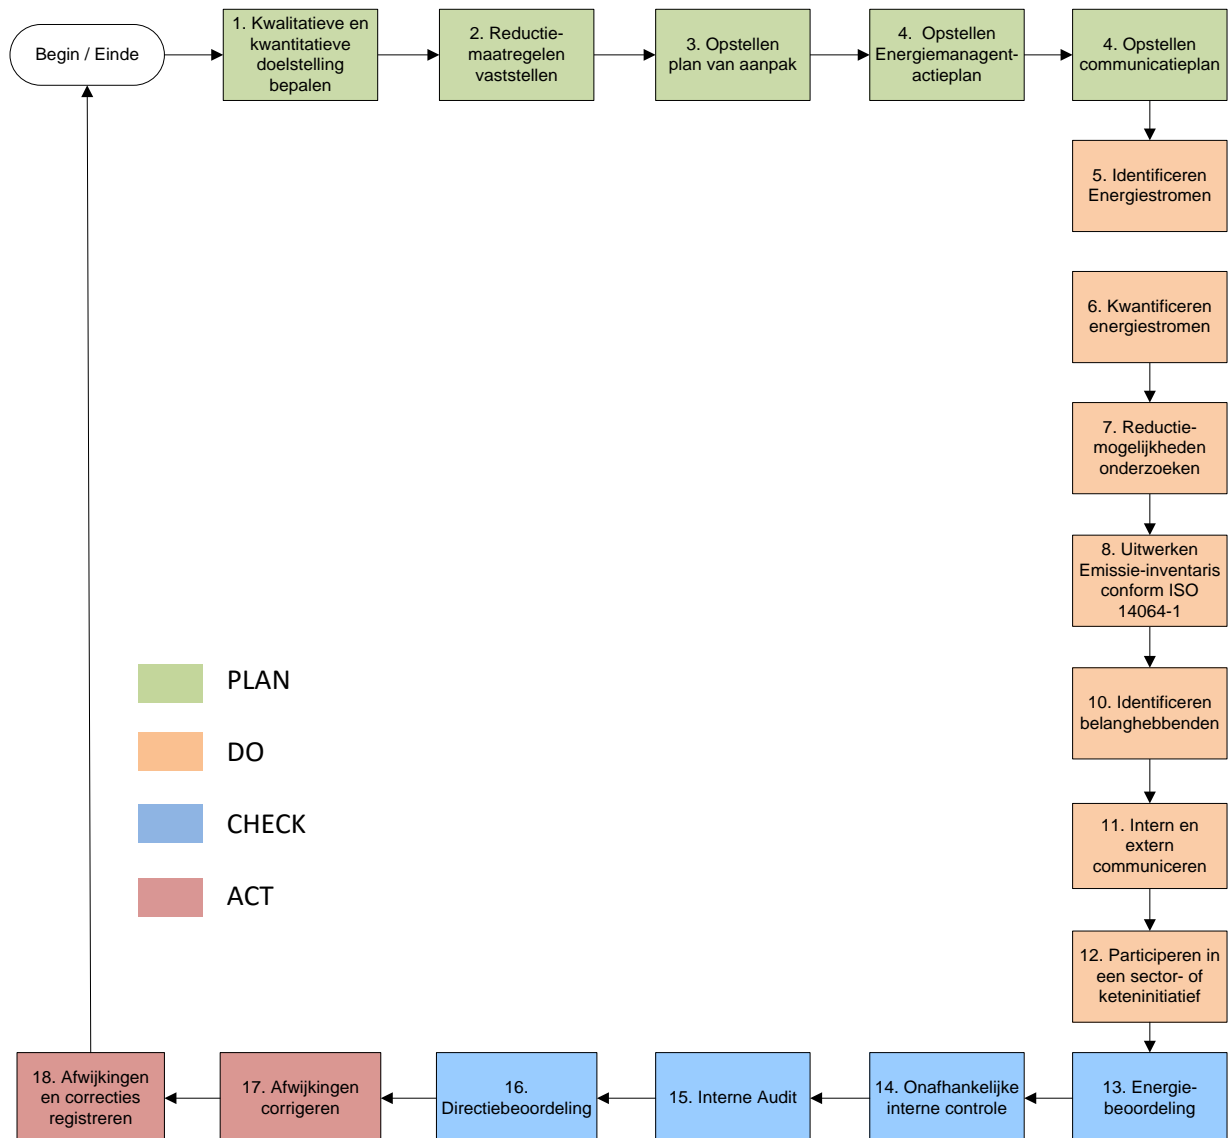 Begin / Einde
1. Kwalitatieve en
kwantitatieve
doelstelling
bepalen
2. Reductie-
maatregelen
vaststellen
3. Opstellen
plan van aanpak
4.  Opstellen
Energiemanagent-
actieplan
4. Opstellen
communicatieplan
5. Identificeren
Energiestromen
6. Kwantificeren
energiestromen
7. Reductie-
mogelijkheden
onderzoeken
8. Uitwerken
Emissie-inventaris
conform ISO
14064-1
10. Identificeren
belanghebbenden
11. Intern en
extern
communiceren
12. Participeren in
een sector- of
keteninitiatief
13. Energie-
beoordeling
14. Onafhankelijke
interne controle
15. Interne Audit
16.
Directiebeoordeling
17. Afwijkingen
corrigeren
18. Afwijkingen
en correcties
registreren
PLAN
DO
CHECK
ACT